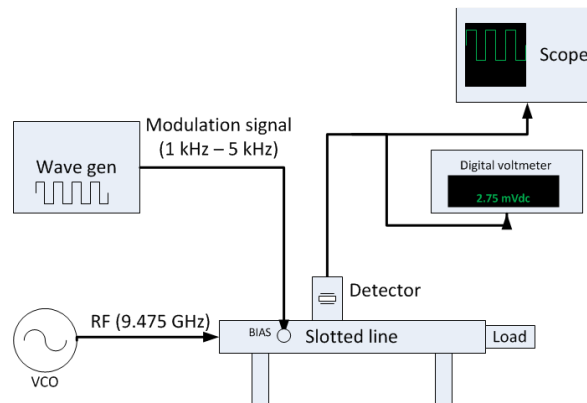 Scope
Modulation signal
(1 kHz – 5 kHz)
Wave gen
Digital voltmeter
2.75 mVdc
Detector
RF (9.475 GHz)
BIAS
Slotted line
Load
VCO